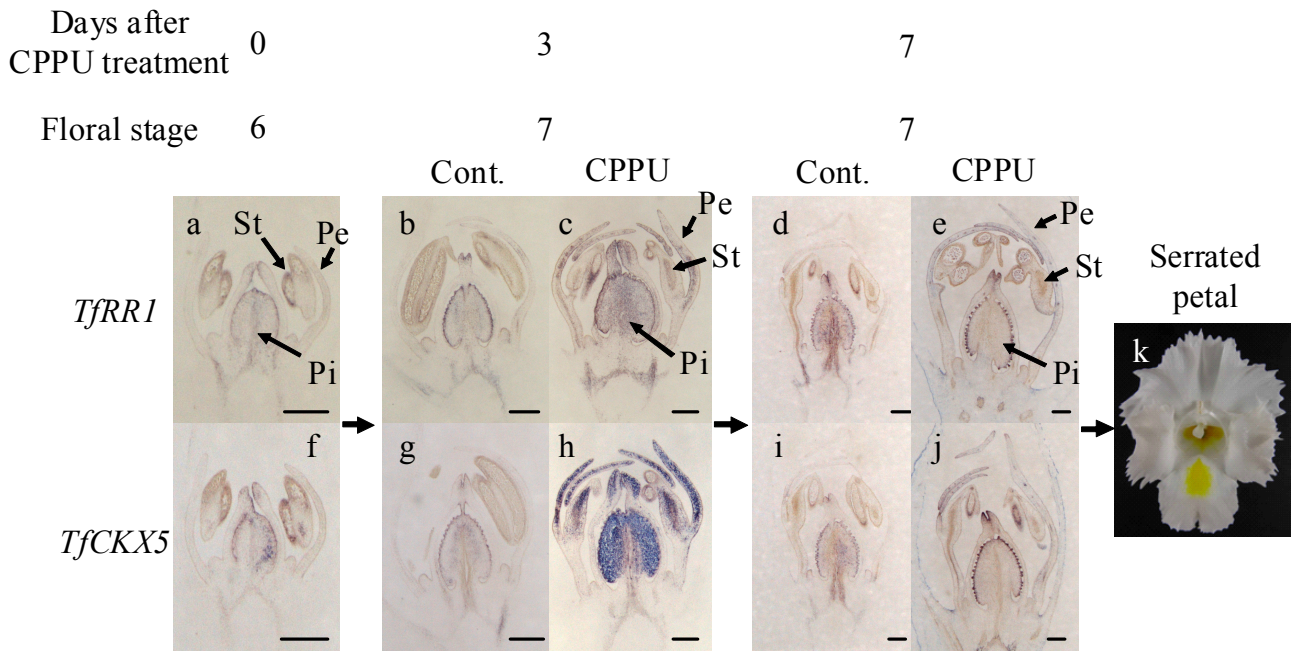 Days after
CPPU treatment 0 3 7
Floral stage 6 7 7
Cont. CPPU Cont. CPPU
a St Pe Pi
b
c Pe St Pi
d
e Pe St Pi
TfRR1
Serrated
petal
k
f
g
h
i
j
TfCKX5